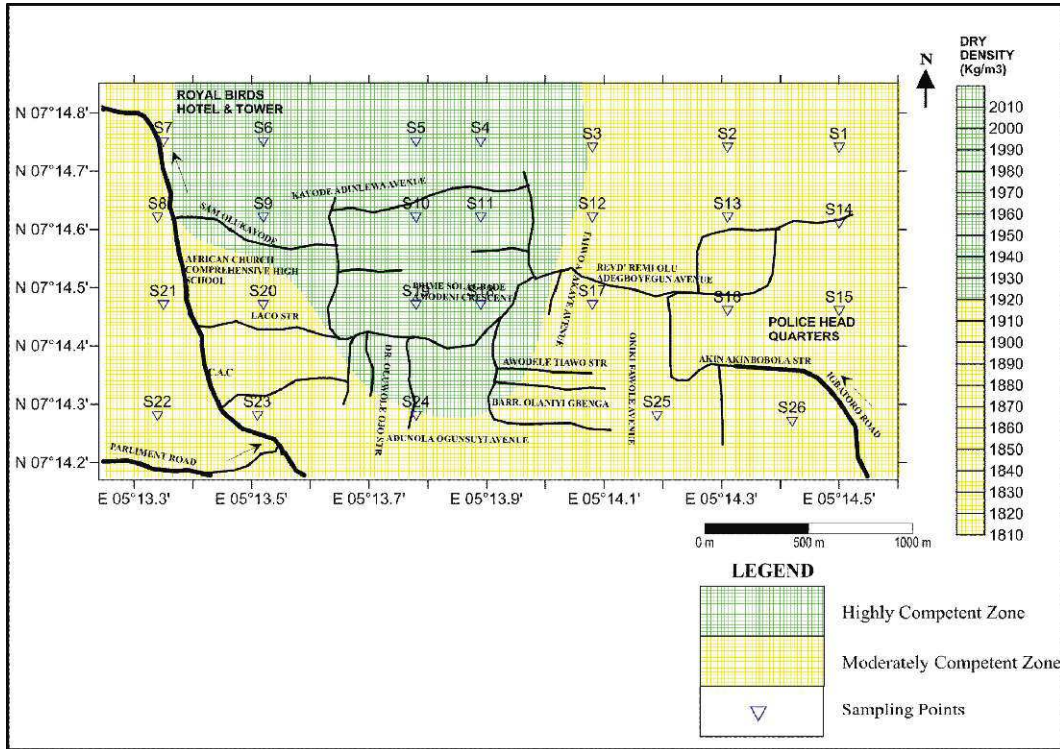 DRY
DENSITY
(Kg/m3)
N
ROYAL BIRDS
HOTEL & TOWER
N 07°14.8'
S7
S6
S5
S4
S3
S2
S1
N 07°14.7'
KAYODE ADINLEWA AVENUE
S8
S9
S10
S11
S12
S13
S14
SAM OLUKAYODE
N 07°14.6'
AFRICAN CHURCH
COMPREHENSIVE HIGH
SCHOOL
REVD' REMI OLU
ADEGBOYEGUN AVENUE
N 07°14.5'
S21
S20
S19
CRESCENT
S17
S18
S15
AVENUE
LACO STR
POLICE HEAD
QUARTERS
N 07°14.4'
C.A.C
DR. OLUWOLE OJO STR
AWODELE TIAWO STR
OKIKI FAWOLE AVENUE
AKIN AKINBOBOLA STR
IGBATORO ROAD
BARR. OLANIYI GBENGA
N 07°14.3'
S22
S23
S24
S25
S26
ADUNOLA OGUNSUYI AVENUE
PARLIMENT ROAD
N 07°14.2'
E 05°13.3'
E 05°13.5'
E 05°13.7'
E 05°13.9'
E 05°14.1'
E 05°14.3'
E 05°14.5'
2010
2000
1990
1980
1970
1960
1950
1940
1930
1920
1910
1900
1890
1880
1870
1860
1850
1840
1830
1820
1810
0 m
500 m
1000 m
LEGEND
Highly Competent Zone
Moderately Competent Zone
Sampling Points